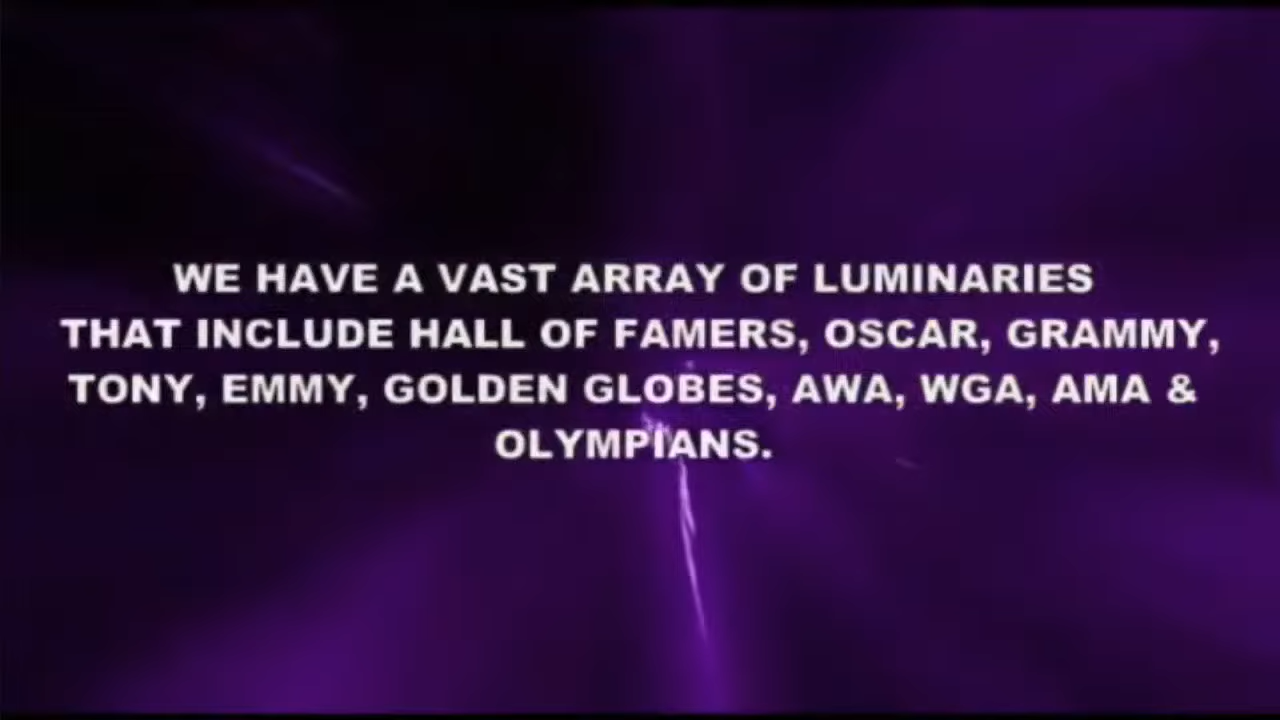 WE HAVE A VAST ARRAY OF LUMINARIES
THAT INCLUDE HALL OF FAMERS, OSCAR, GRAMMY,
TONY, EMMY, GOLDEN GLOBES, AWA, WGA, AMA &
OLYMPIANS.